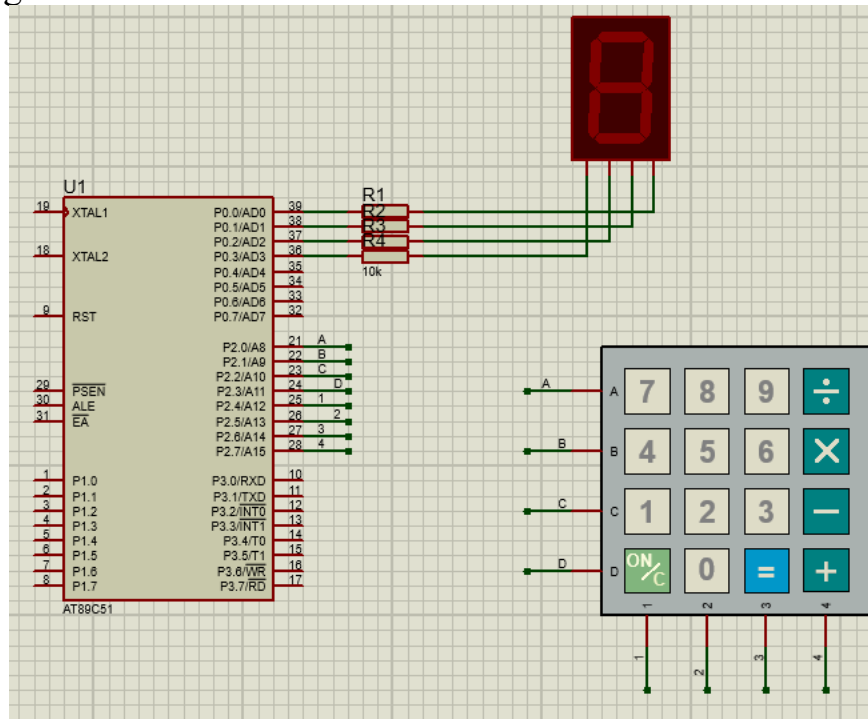 g
U1
R1
R2
R3
R4
10k
19 XTAL1
18 XTAL2
9 RST
29 PSEN
30 ALE
31 EA
1 P1.0
2 P1.1
3 P1.2
4 P1.3
5 P1.4
6 P1.5
7 P1.6
8 P1.7
P0.0/AD0 39
P0.1/AD1 38
P0.2/AD2 37
P0.3/AD3 36
P0.4/AD4 35
P0.5/AD5 34
P0.6/AD6 33
P0.7/AD7 32
P2.0/A8 21 A
P2.1/A9 22 B
P2.2/A10 23 C
P2.3/A11 24 D
P2.4/A12 25 1
P2.5/A13 26 2
P2.6/A14 27 3
P2.7/A15 28 4
P3.0/RXD 10
P3.1/TXD 11
P3.2/INT0 12
P3.3/INT1 13
P3.4/T0 14
P3.5/T1 15
P3.6/WR 16
P3.7/RD 17
AT89C51
A A 7 8 9 ÷
B B 4 5 6 ×
C C 1 2 3 −
D D ON/C 0 = +
1 2 3 4
1 2 3 4